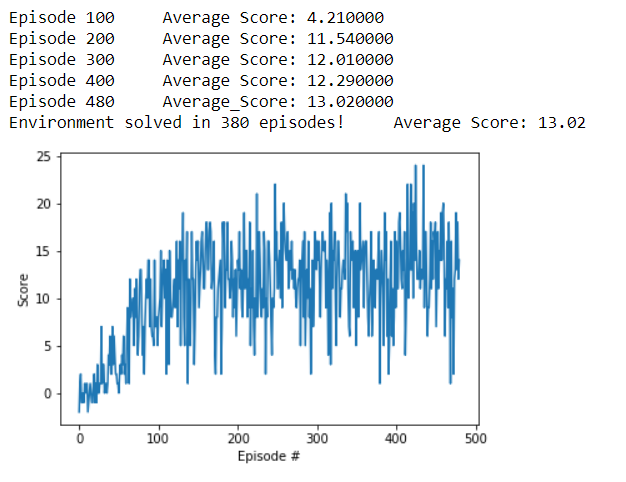 Episode 100     Average Score: 4.210000
Episode 200     Average Score: 11.540000
Episode 300     Average Score: 12.010000
Episode 400     Average Score: 12.290000
Episode 480     Average_Score: 13.020000
Environment solved in 380 episodes!     Average Score: 13.02
25
20
15
10
5
0
Score
0 100 200 300 400 500
Episode #